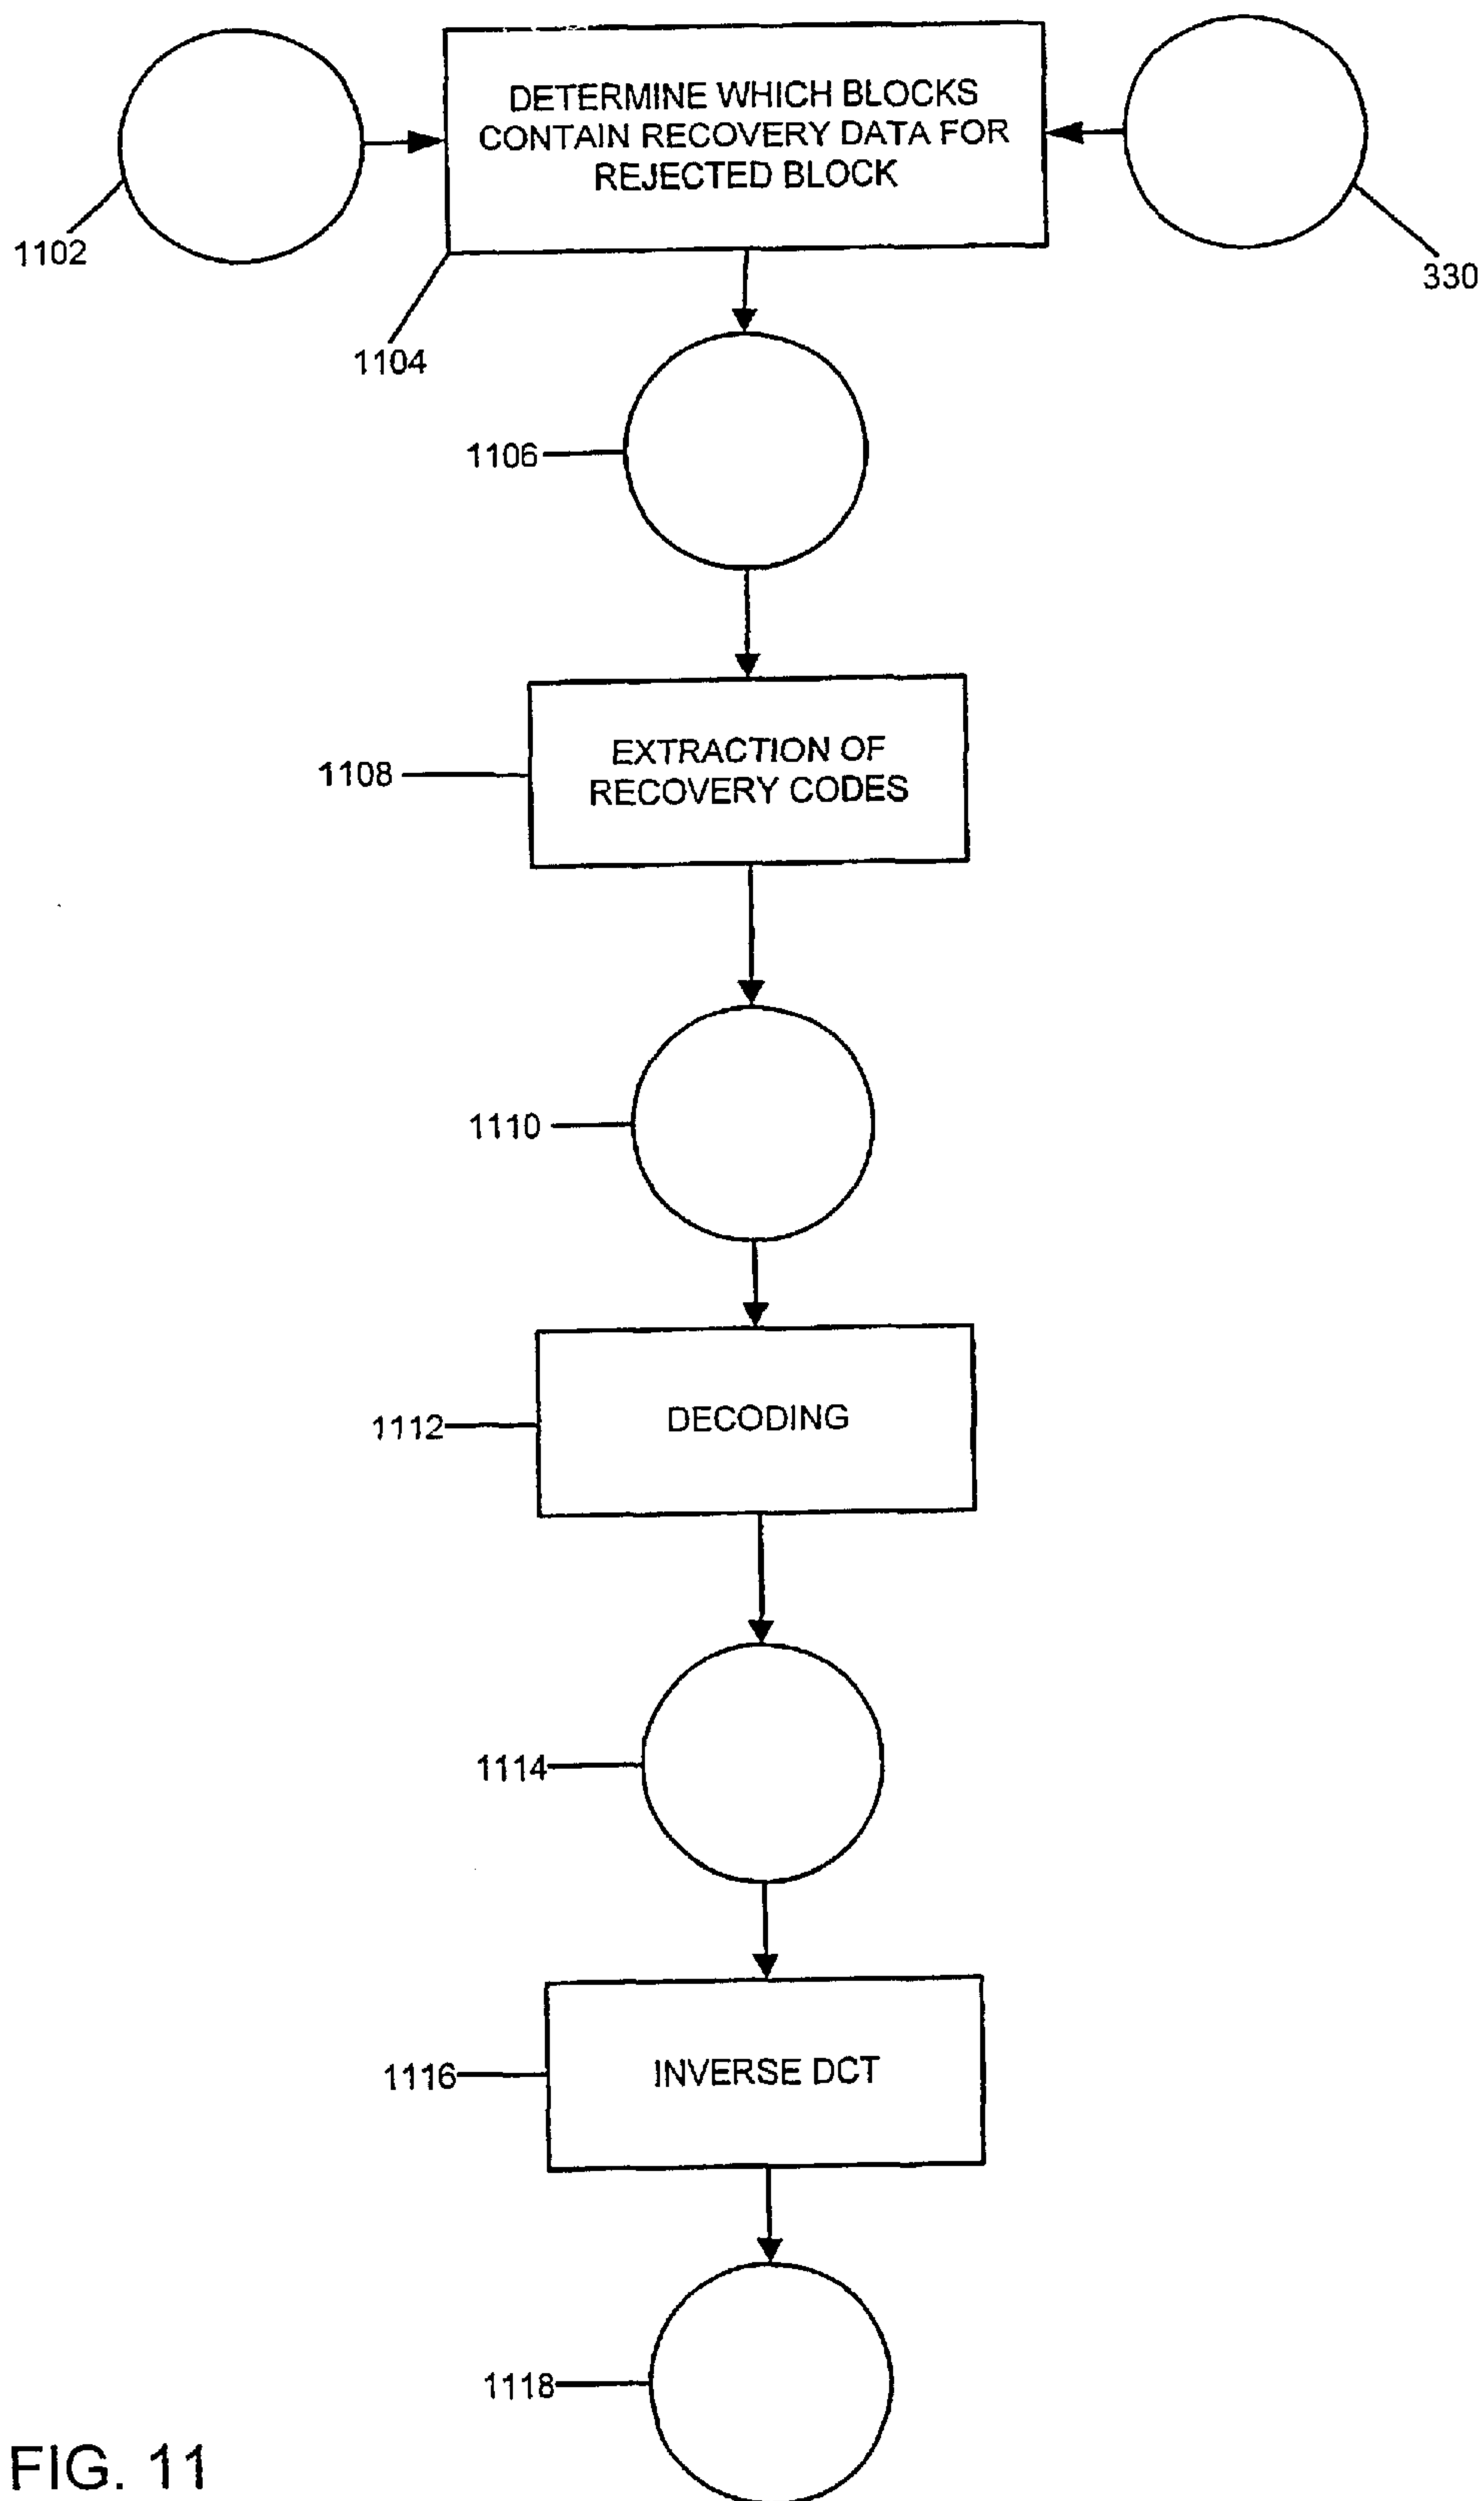 DETERMINE WHICH BLOCKS
CONTAIN RECOVERY DATA FOR
REJECTED BLOCK
1102
330
1104
1106
EXTRACTION OF
RECOVERY CODES
1108
1110
DECODING
1112
1114
INVERSE DCT
1116
1118
FIG. 11